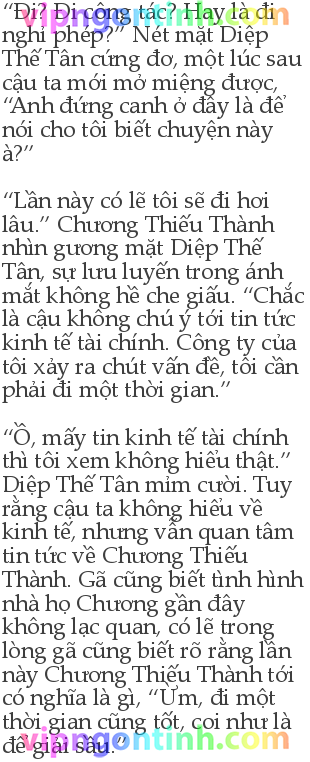 “Đi? Đi công tác? Hay là đi
nghỉ phép?” Nét mặt Diệp
Thế Tân cứng đơ, một lúc sau
cậu ta mới mở miệng được,
“Anh đứng canh ở đây là để
nói cho tôi biết chuyện này
à?”
“Lần này có lẽ tôi sẽ đi hơi
lâu.” Chương Thiếu Thành
nhìn gương mặt Diệp Thế
Tân, sự lưu luyến trong ánh
mắt không hề che giấu. “Chắc
là cậu không chú ý tới tin tức
kinh tế tài chính. Công ty của
tôi xảy ra chút vấn đề, tôi cần
phải đi một thời gian.”
“Ồ, mấy tin kinh tế tài chính
thì tôi xem không hiểu thật.”
Diệp Thế Tân mỉm cười. Tuy
rằng cậu ta không hiểu về
kinh tế, nhưng vẫn quan tâm
tin tức về Chương Thiếu
Thành. Gã cũng biết tình hình
nhà họ Chương gần đây
không lạc quan, có lẽ trong
lòng gã cũng biết rõ rằng lần
này Chương Thiếu Thành tới
có nghĩa là gì, “Ừm, đi một
thời gian cũng tốt, coi như là
để giải sầu.”
vipngontinh.com
vipngontinh.com